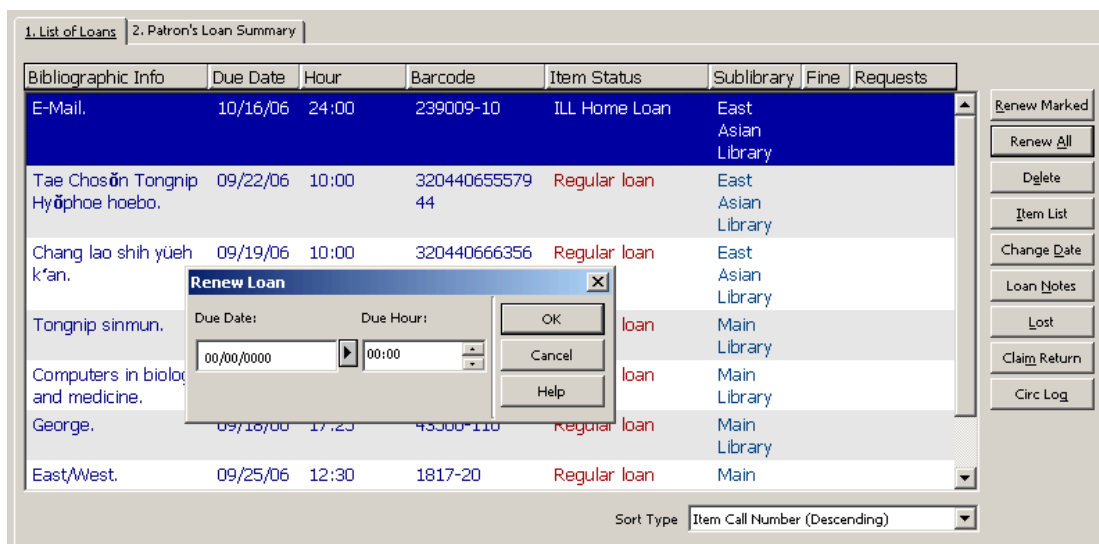 1. List of Loans 2. Patron's Loan Summary
Bibliographic Info Due Date Hour Barcode Item Status Sublibrary Fine Requests
E-Mail. 10/16/06 24:00 239009-10 ILL Home Loan East
Asian
Library
Tae Chosŏn Tongnip 09/22/06 10:00 320440655579 Regular loan East
Hyŏphoe hoebo. 44 Asian
Library
Chang lao shih yüeh 09/19/06 10:00 320440666356 Regular loan East
k‘an. Asian
Library
Tongnip sinmun. loan Main
Library
Computers in biolog loan Main
and medicine. Library
George. Regular loan Main
Library
East/West. 09/25/06 12:30 1817-20 Regular loan Main
Renew Loan
Due Date: Due Hour:
00/00/0000 00:00
OK
Cancel
Help
Renew Marked
Renew All
Delete
Item List
Change Date
Loan Notes
Lost
Claim Return
Circ Log
Sort Type Item Call Number (Descending)